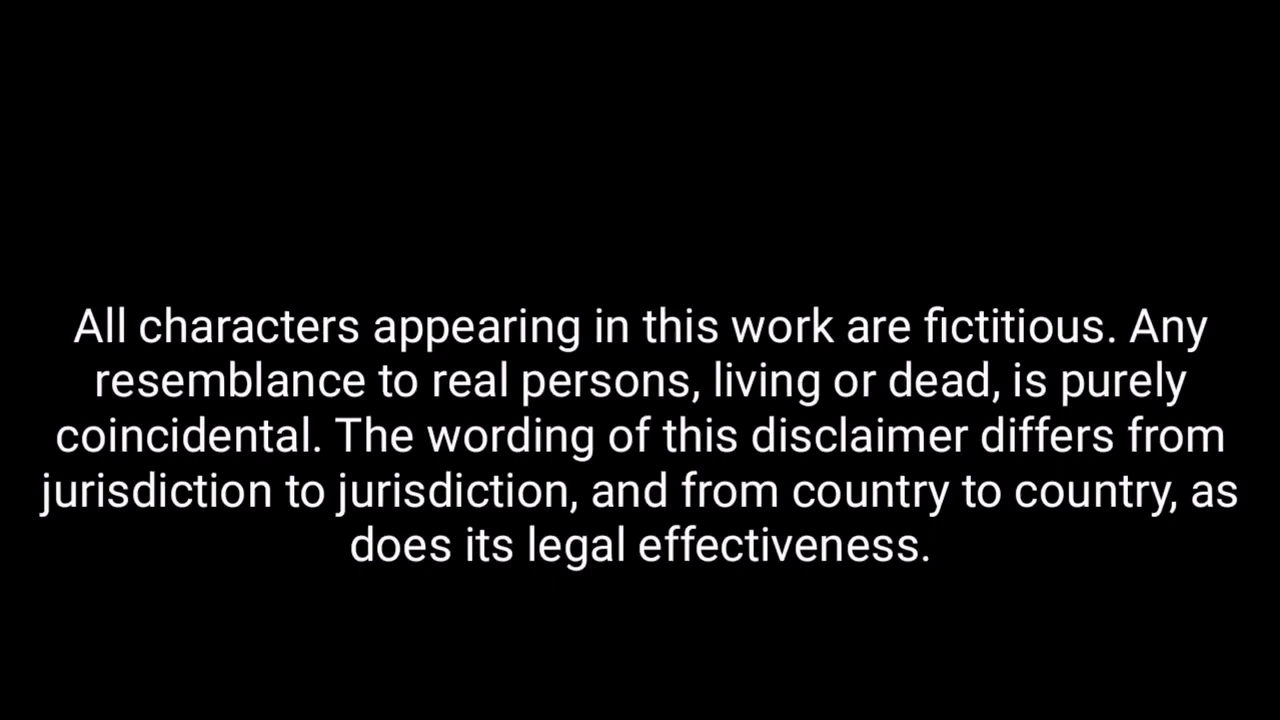 All characters appearing in this work are fictitious. Any
resemblance to real persons, living or dead, is purely
coincidental. The wording of this disclaimer differs from
jurisdiction to jurisdiction, and from country to country, as
does its legal effectiveness.